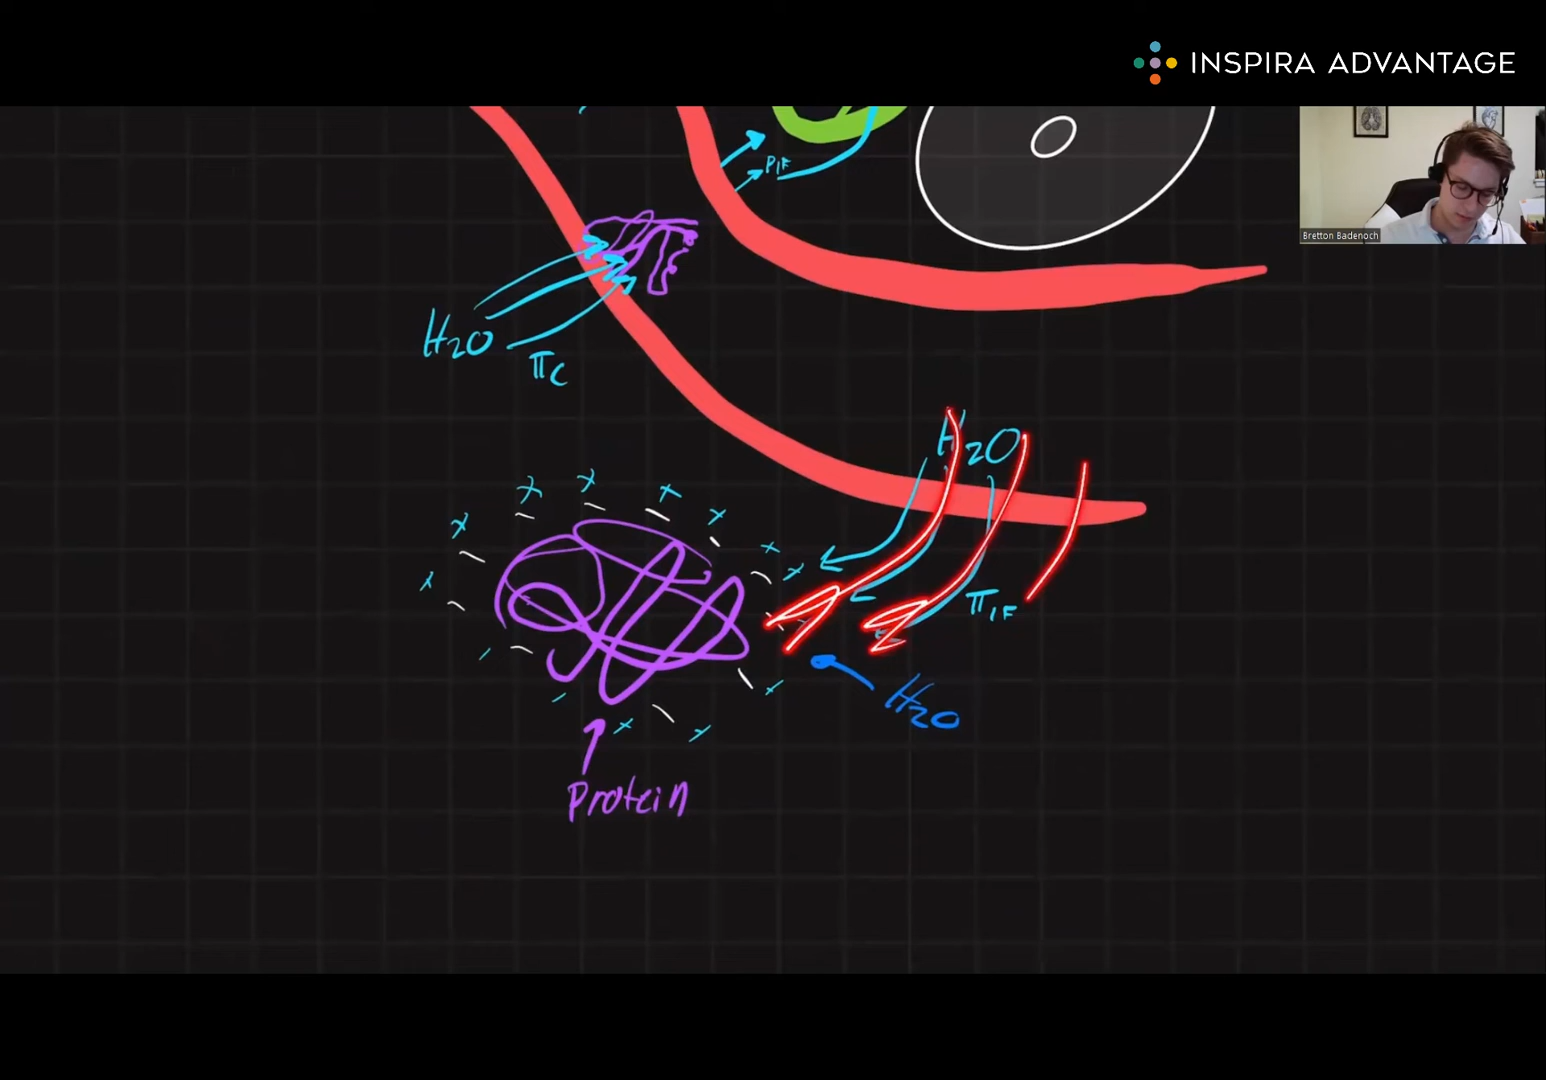 INSPIRA ADVANTAGE
PIF
Bretton Badenoch
H2O
πC
H2O
πIF
H2O
Protein